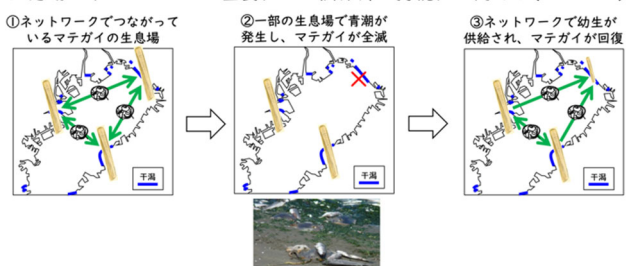 ①ネットワークでつながって
いるマテガイの生息場
②一部の生息場で青潮が
発生し、マテガイが全滅
③ネットワークで幼生が
供給され、マテガイが回復
干潟
干潟
干潟